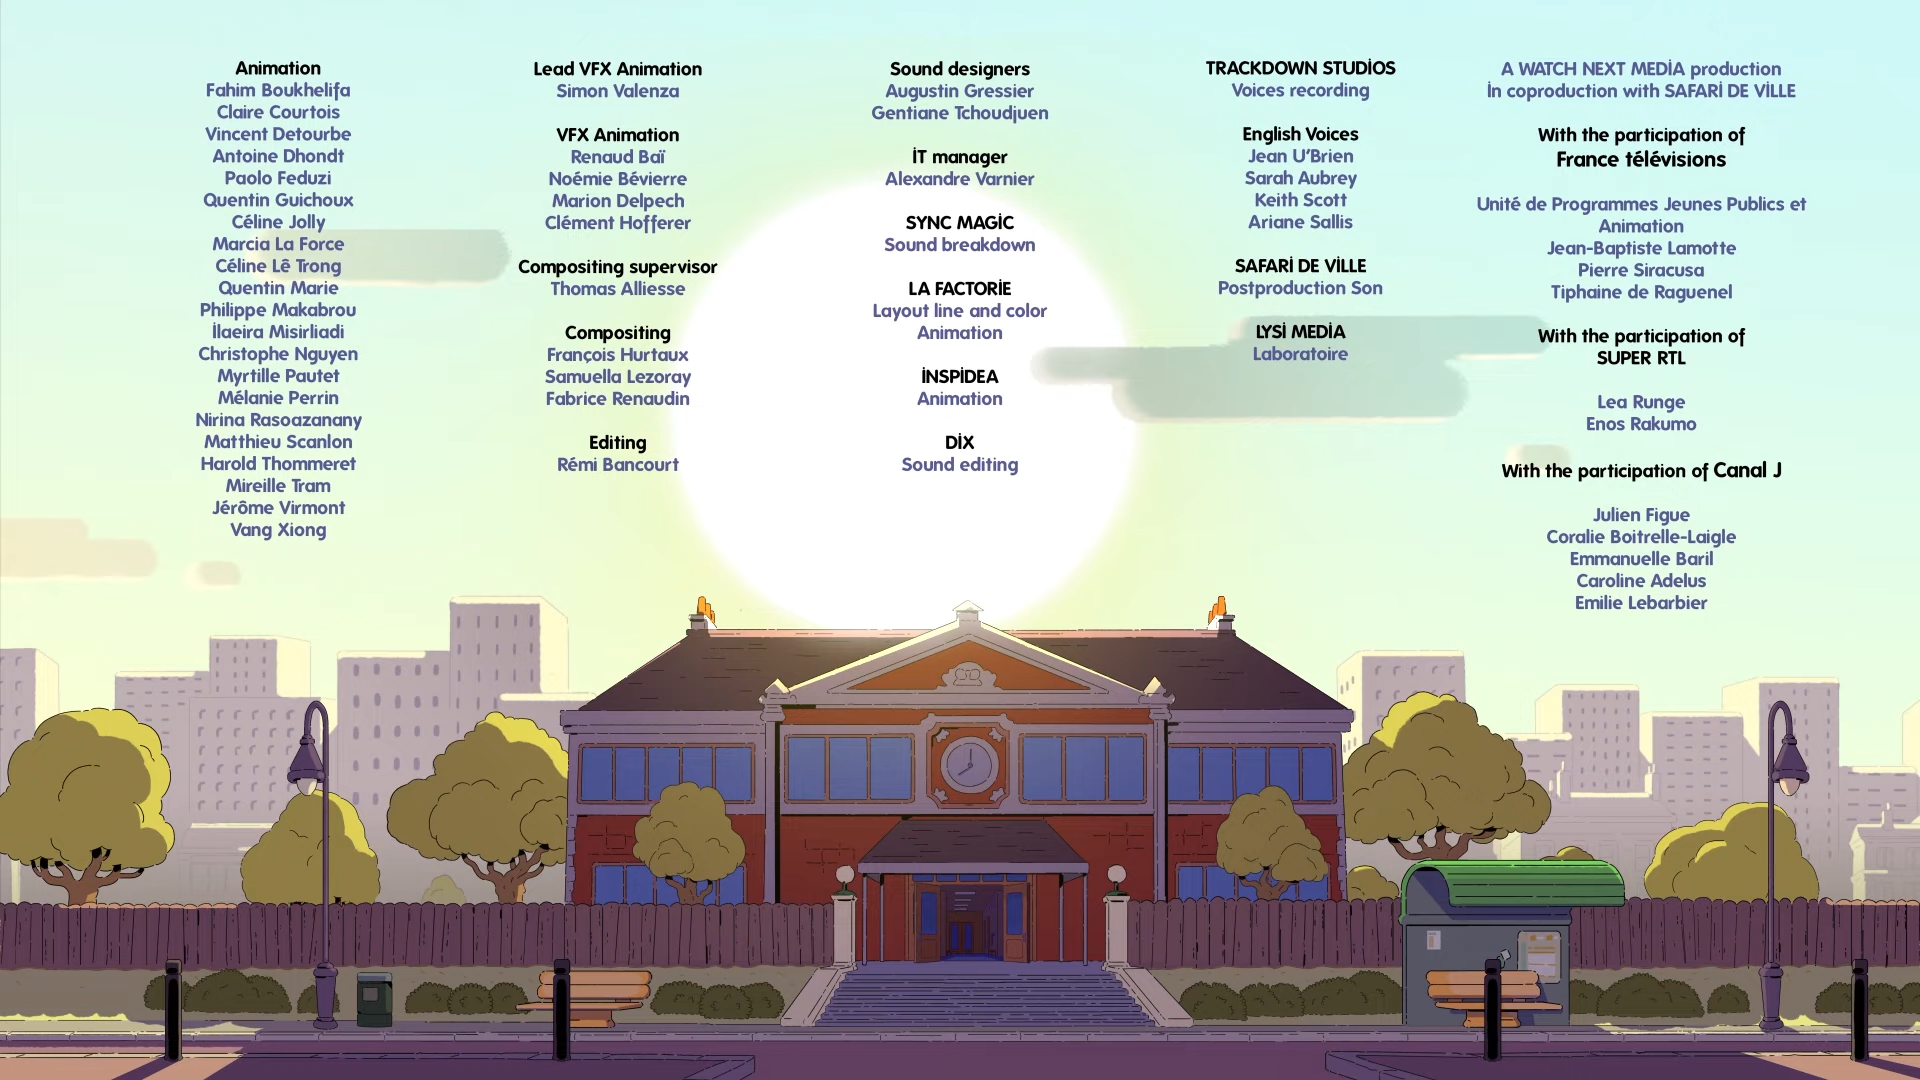 Animation
Fahim Boukhelifa
Claire Courtois
Vincent Detourbe
Antoine Dhondt
Paolo Feduzi
Quentin Guichoux
Céline Jolly
Marcia La Force
Céline Lê Trong
Quentin Marie
Philippe Makabrou
İlaeira Misirliadi
Christophe Nguyen
Myrtille Pautet
Mélanie Perrin
Nirina Rasoazanany
Matthieu Scanlon
Harold Thommeret
Mireille Tram
Jérôme Virmont
Vang Xiong
Lead VFX Animation
Simon Valenza
VFX Animation
Renaud Baï
Noémie Bévierre
Marion Delpech
Clément Hofferer
Compositing supervisor
Thomas Alliesse
Compositing
François Hurtaux
Samuella Lezoray
Fabrice Renaudin
Editing
Rémi Bancourt
Sound designers
Augustin Gressier
Gentiane Tchoudjuen
İT manager
Alexandre Varnier
SYNC MAGİC
Sound breakdown
LA FACTORİE
Layout line and color
Animation
İNSPİDEA
Animation
DİX
Sound editing
TRACKDOWN STUDİOS
Voices recording
English Voices
Jean U'Brien
Sarah Aubrey
Keith Scott
Ariane Sallis
SAFARİ DE VİLLE
Postproduction Son
LYSİ MEDİA
Laboratoire
A WATCH NEXT MEDİA production
İn coproduction with SAFARİ DE VİLLE
With the participation of
France télévisions
Unité de Programmes Jeunes Publics et
Animation
Jean-Baptiste Lamotte
Pierre Siracusa
Tiphaine de Raguenel
With the participation of
SUPER RTL
Lea Runge
Enos Rakumo
With the participation of Canal J
Julien Figue
Coralie Boitrelle-Laigle
Emmanuelle Baril
Caroline Adelus
Emilie Lebarbier